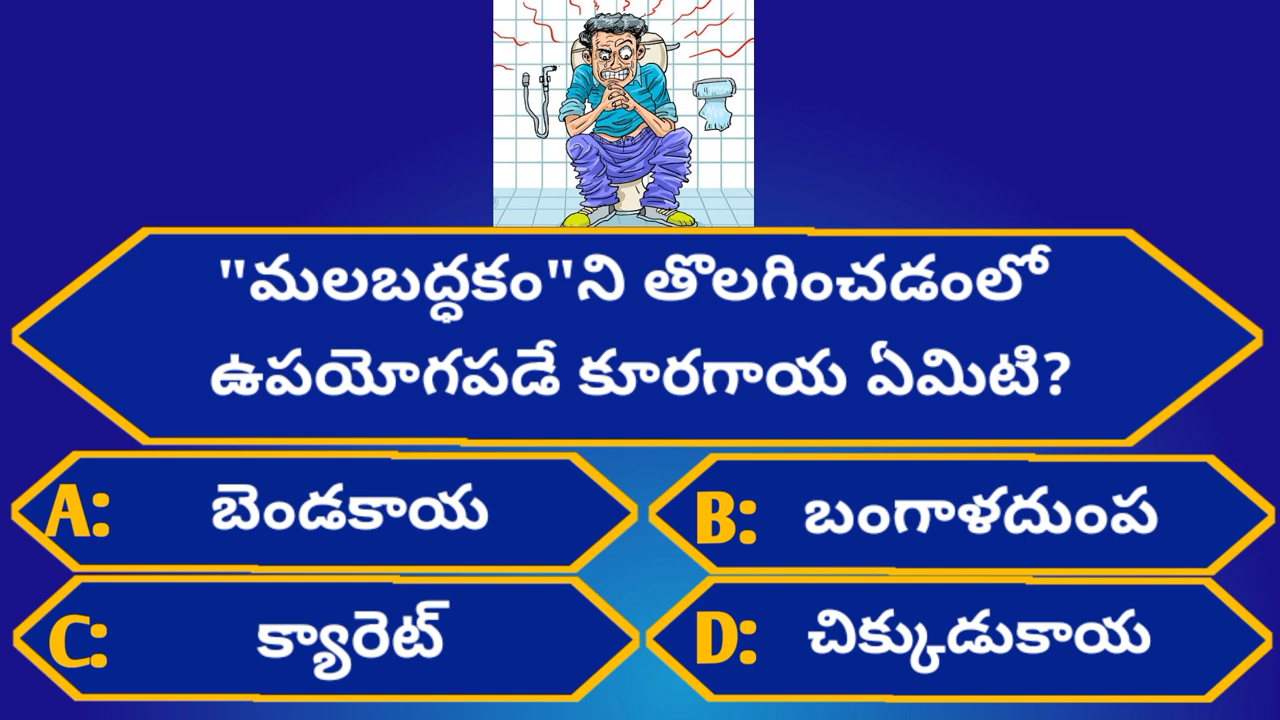 "మలబద్ధకం"ని తొలగించడంలో
ఉపయోగపడే కూరగాయ ఏమిటి?
A: బెండకాయ
B: బంగాళదుంప
C: క్యారెట్
D: చిక్కుడుకాయ